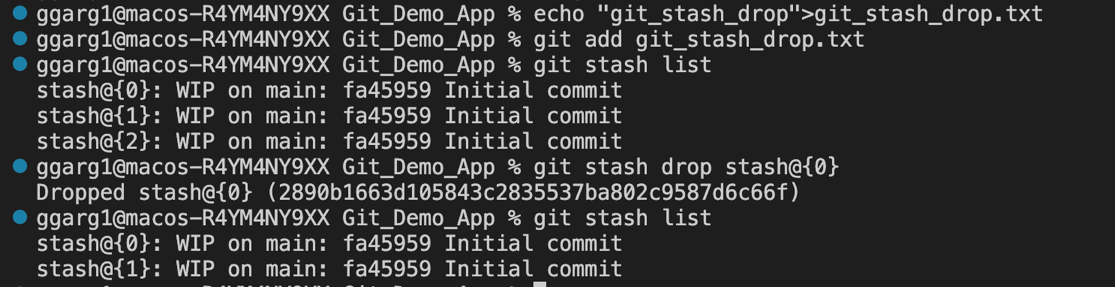 ggarg1@macos-R4YM4NY9XX Git_Demo_App % echo "git_stash_drop">git_stash_drop.txt
ggarg1@macos-R4YM4NY9XX Git_Demo_App % git add git_stash_drop.txt
ggarg1@macos-R4YM4NY9XX Git_Demo_App % git stash list
stash@{0}: WIP on main: fa45959 Initial commit
stash@{1}: WIP on main: fa45959 Initial commit
stash@{2}: WIP on main: fa45959 Initial commit
ggarg1@macos-R4YM4NY9XX Git_Demo_App % git stash drop stash@{0}
Dropped stash@{0} (2890b1663d105843c2835537ba802c9587d6c66f)
ggarg1@macos-R4YM4NY9XX Git_Demo_App % git stash list
stash@{0}: WIP on main: fa45959 Initial commit
stash@{1}: WIP on main: fa45959 Initial commit